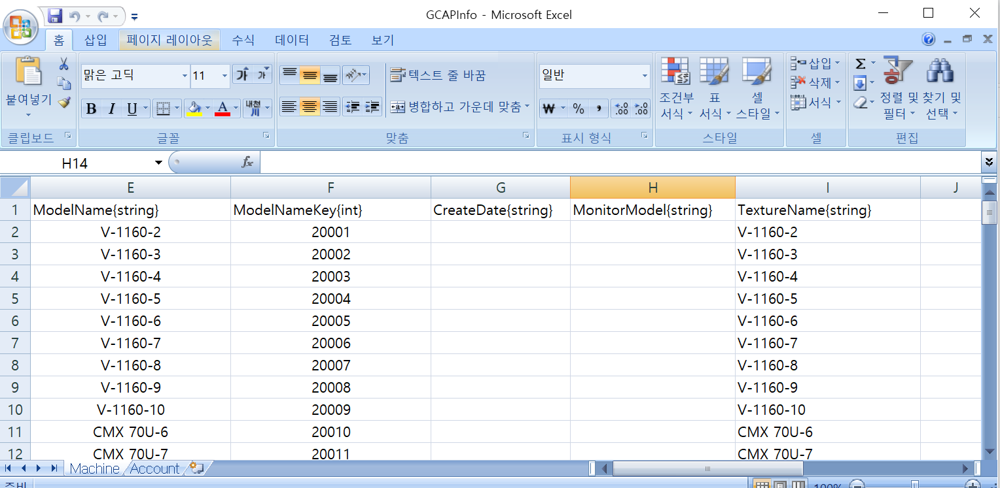 GCAPInfo - Microsoft Excel
홈 삽입 페이지 레이아웃 수식 데이터 검토 보기
붙여넣기
클립보드
맑은 고딕 11 가 가
가 가 과 간 내천 川
글꼴
텍스트 줄 바꿈
병합하고 가운데 맞춤
맞춤
일반
₩ % , .0 .00 .00 .0
표시 형식
조건부 서식 표 서식 셀 스타일
스타일
삽입
삭제
서식
셀
Σ
정렬 및 필터 찾기 및 선택
편집
H14 fx
E F G H I J
1 ModelName{string} ModelNameKey{int} CreateDate{string} MonitorModel{string} TextureName{string}
2 V-1160-2 20001 V-1160-2
3 V-1160-3 20002 V-1160-3
4 V-1160-4 20003 V-1160-4
5 V-1160-5 20004 V-1160-5
6 V-1160-6 20005 V-1160-6
7 V-1160-7 20006 V-1160-7
8 V-1160-8 20007 V-1160-8
9 V-1160-9 20008 V-1160-9
10 V-1160-10 20009 V-1160-10
11 CMX 70U-6 20010 CMX 70U-6
12 CMX 70U-7 20011 CMX 70U-7
Machine Account
준비 100%